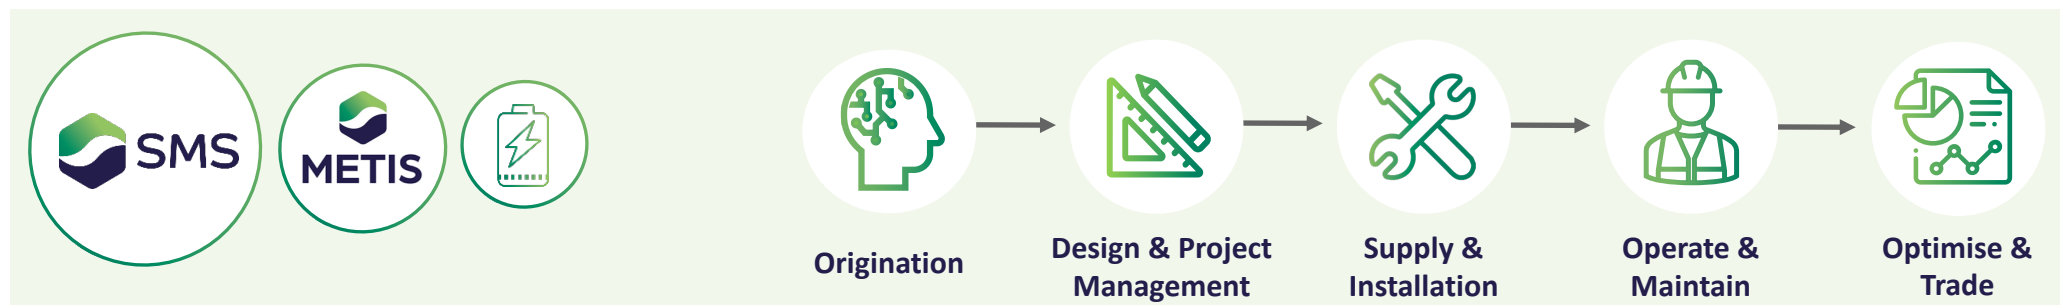 SMS
METIS
Origination
Design & Project
Management
Supply &
Installation
Operate &
Maintain
Optimise &
Trade